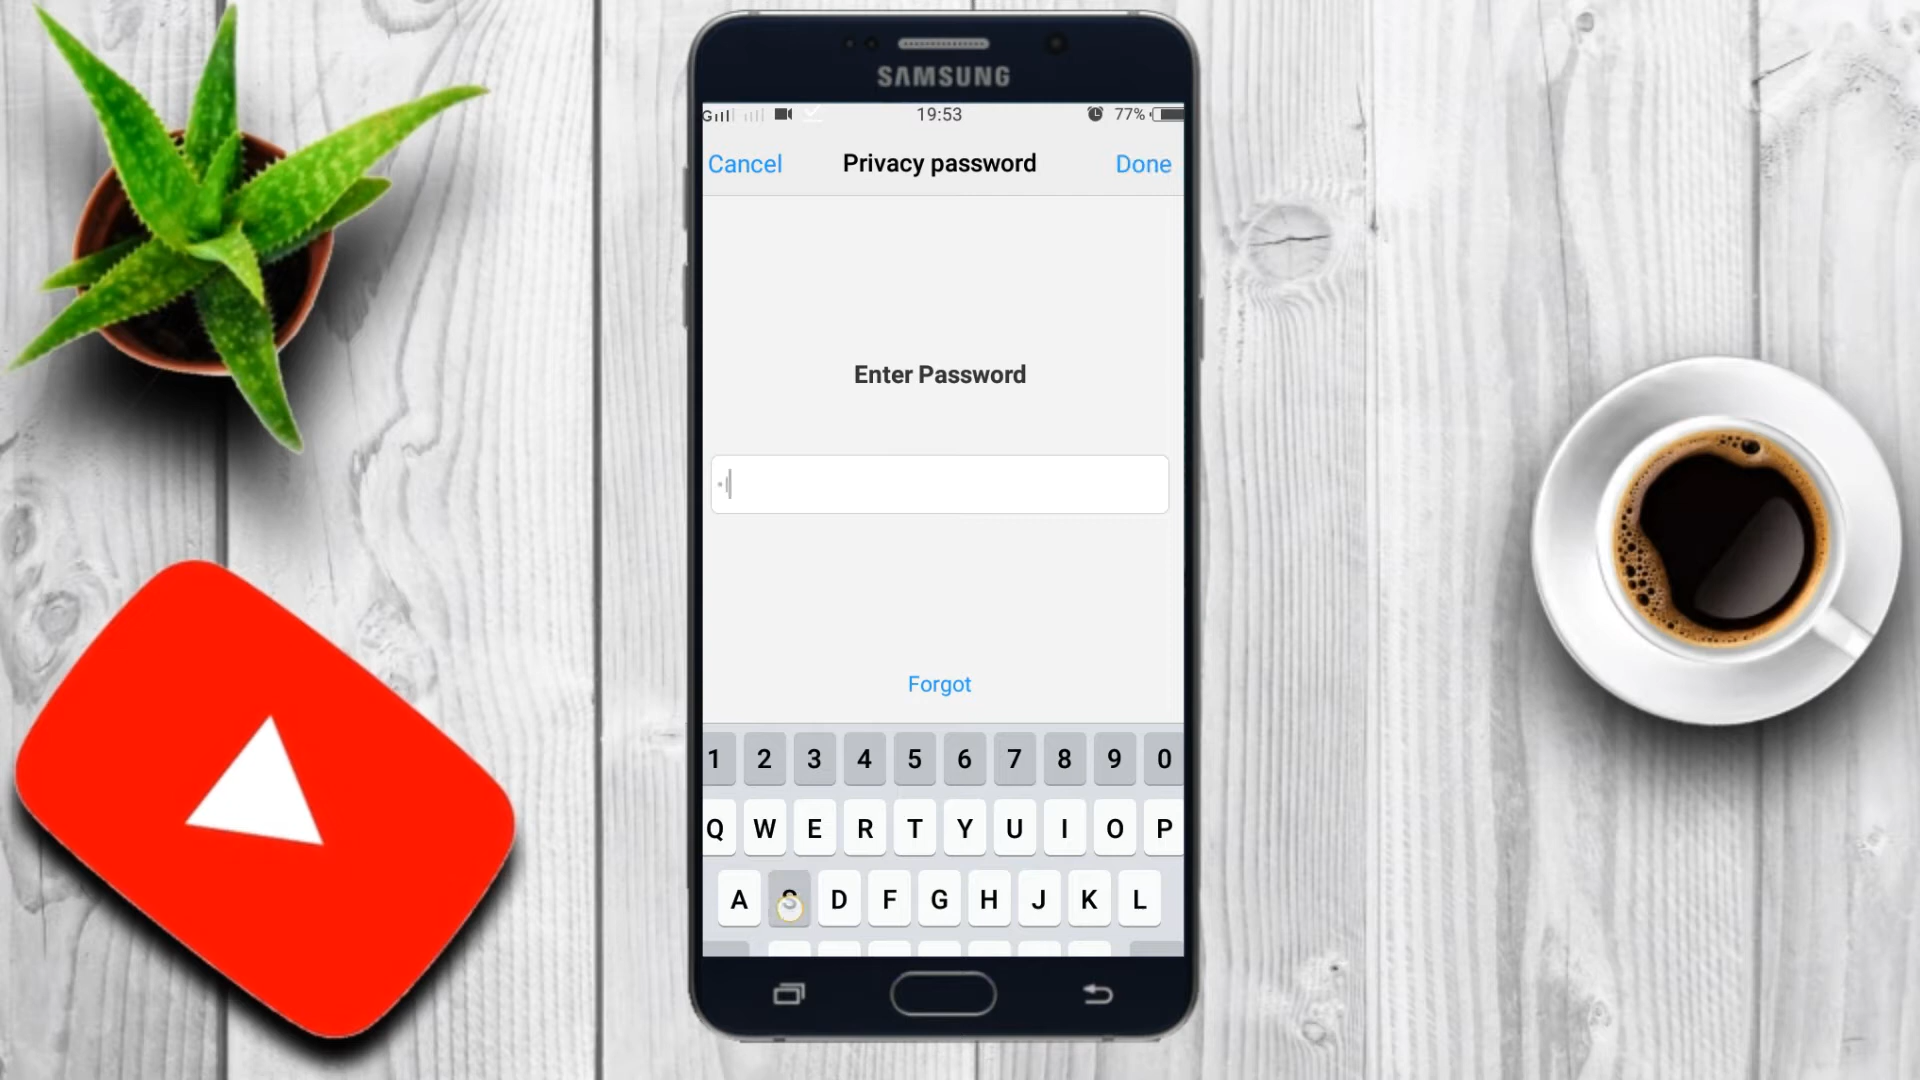 SAMSUNG
G 19:53 77%
Cancel Privacy password Done
Enter Password
Forgot
1 2 3 4 5 6 7 8 9 0
Q W E R T Y U I O P
A S D F G H J K L